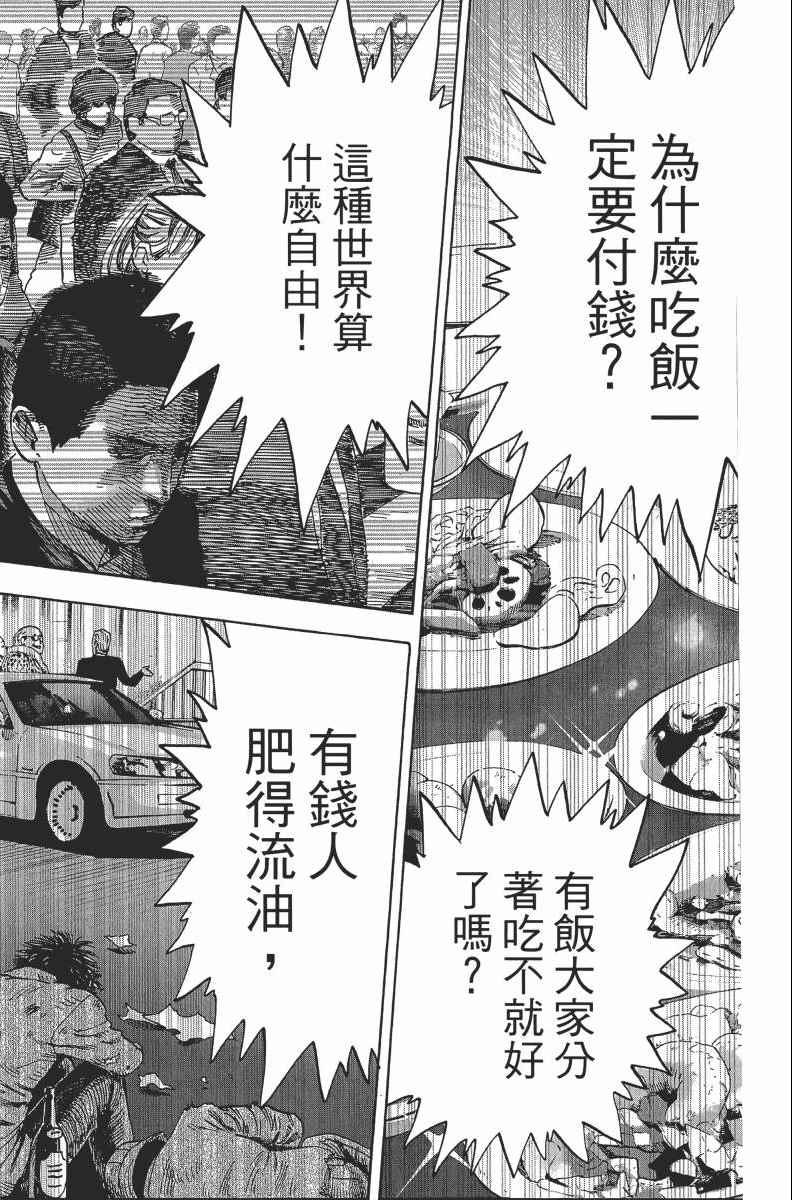 為什麼吃飯一
定要付錢？
有飯大家分
著吃不就好
了嗎？
這種世界算
什麼自由！
有錢人
肥得流油，